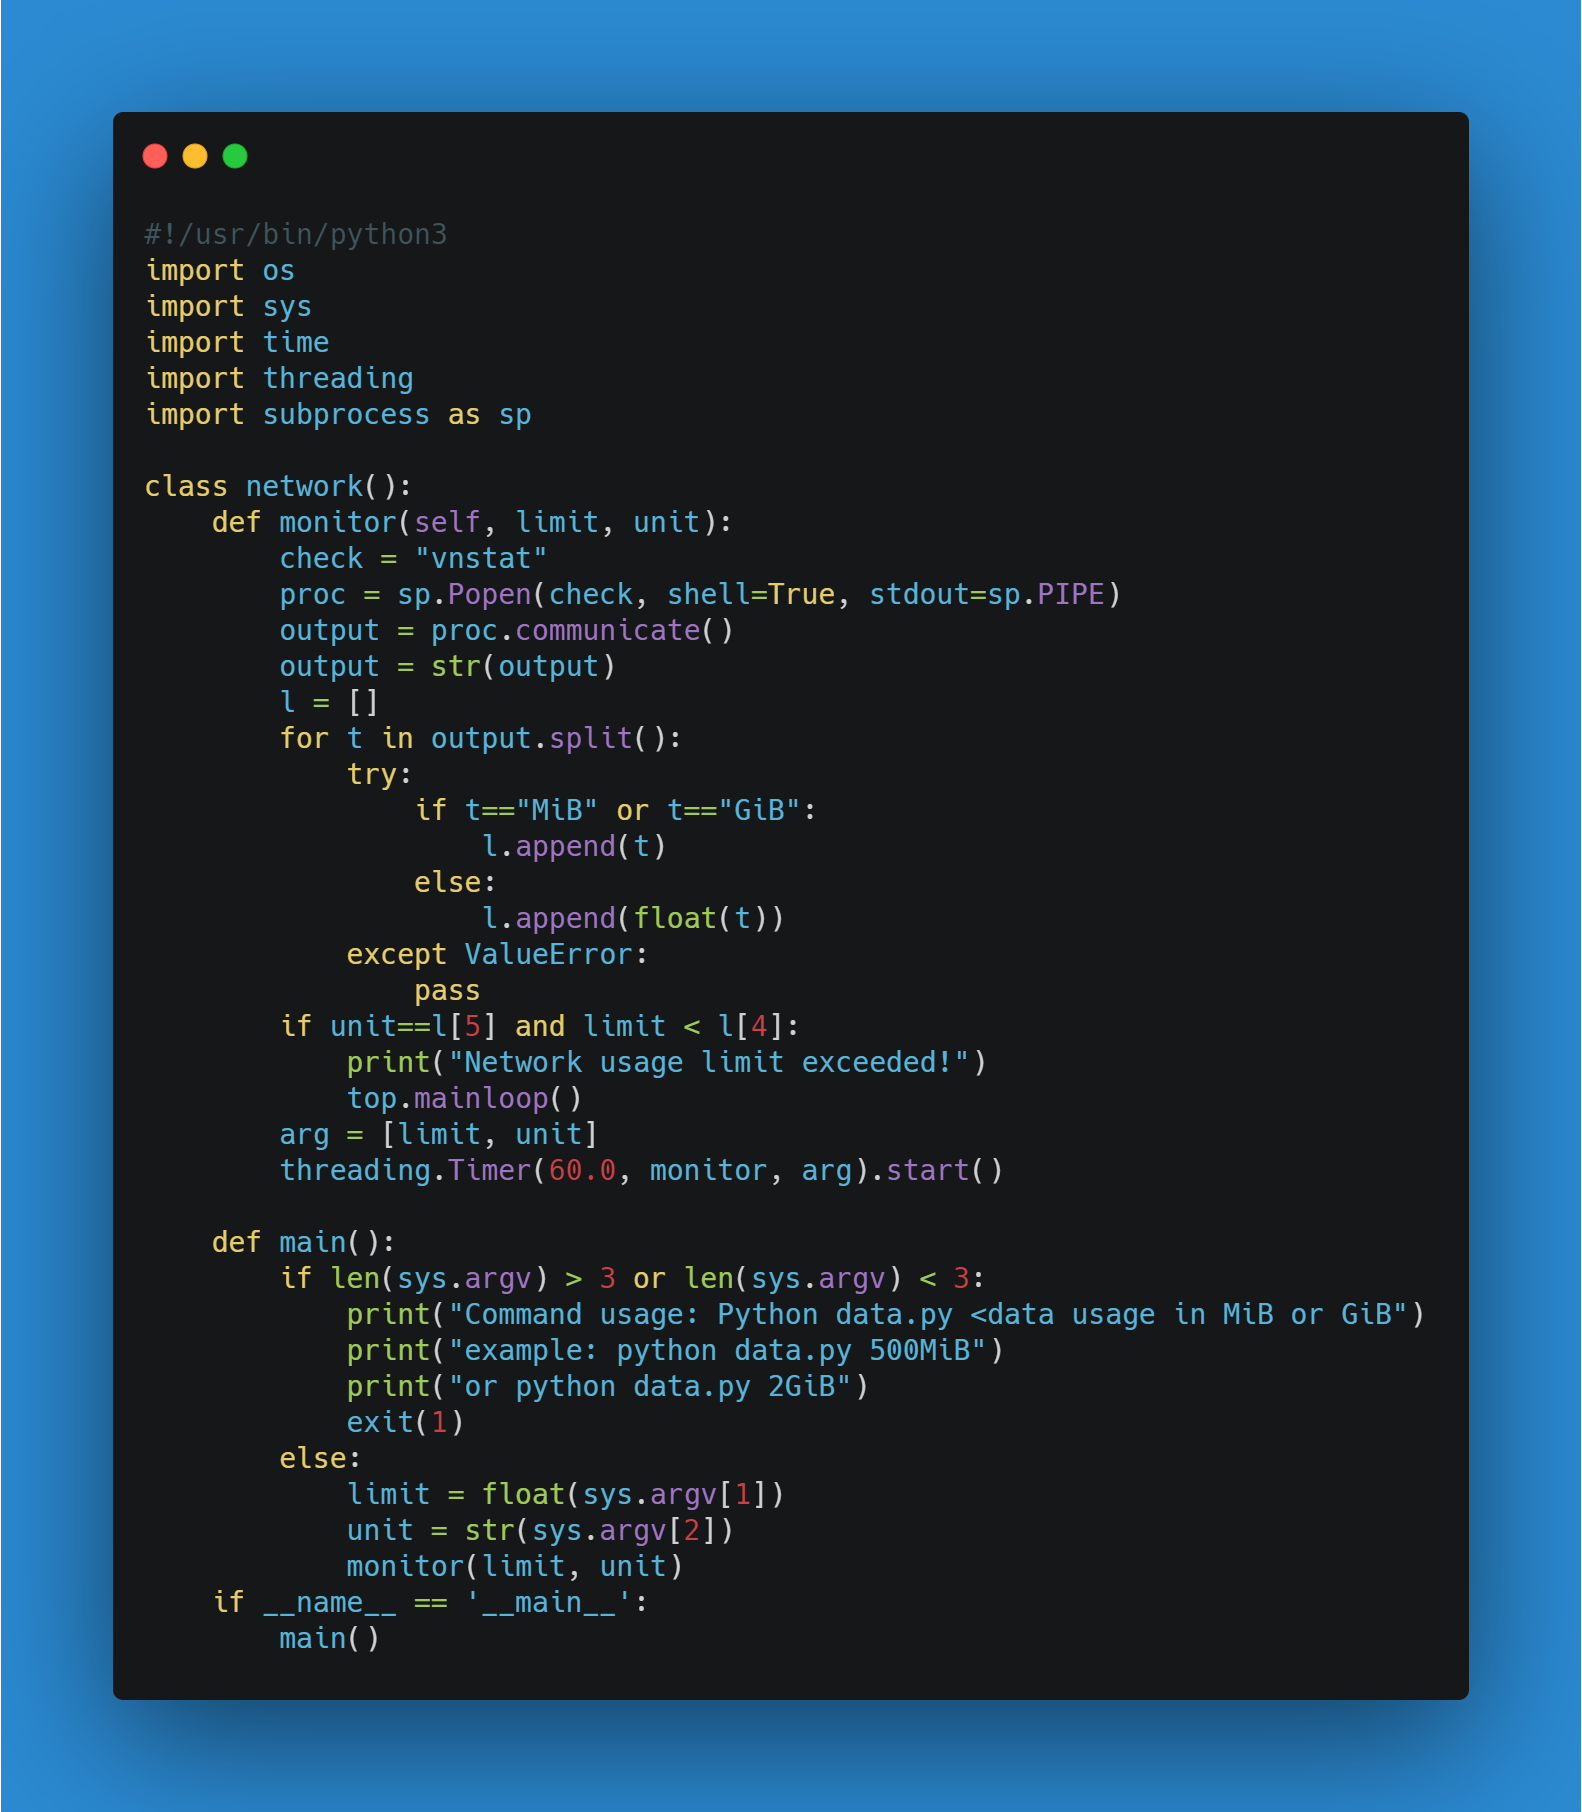 #!/usr/bin/python3
import os
import sys
import time
import threading
import subprocess as sp

class network():
    def monitor(self, limit, unit):
        check = "vnstat"
        proc = sp.Popen(check, shell=True, stdout=sp.PIPE)
        output = proc.communicate()
        output = str(output)
        l = []
        for t in output.split():
            try:
                if t=="MiB" or t=="GiB":
                    l.append(t)
                else:
                    l.append(float(t))
            except ValueError:
                pass
        if unit==l[5] and limit < l[4]:
            print("Network usage limit exceeded!")
            top.mainloop()
        arg = [limit, unit]
        threading.Timer(60.0, monitor, arg).start()

    def main():
        if len(sys.argv) > 3 or len(sys.argv) < 3:
            print("Command usage: Python data.py <data usage in MiB or GiB")
            print("example: python data.py 500MiB")
            print("or python data.py 2GiB")
            exit(1)
        else:
            limit = float(sys.argv[1])
            unit = str(sys.argv[2])
            monitor(limit, unit)
    if __name__ == '__main__':
        main()